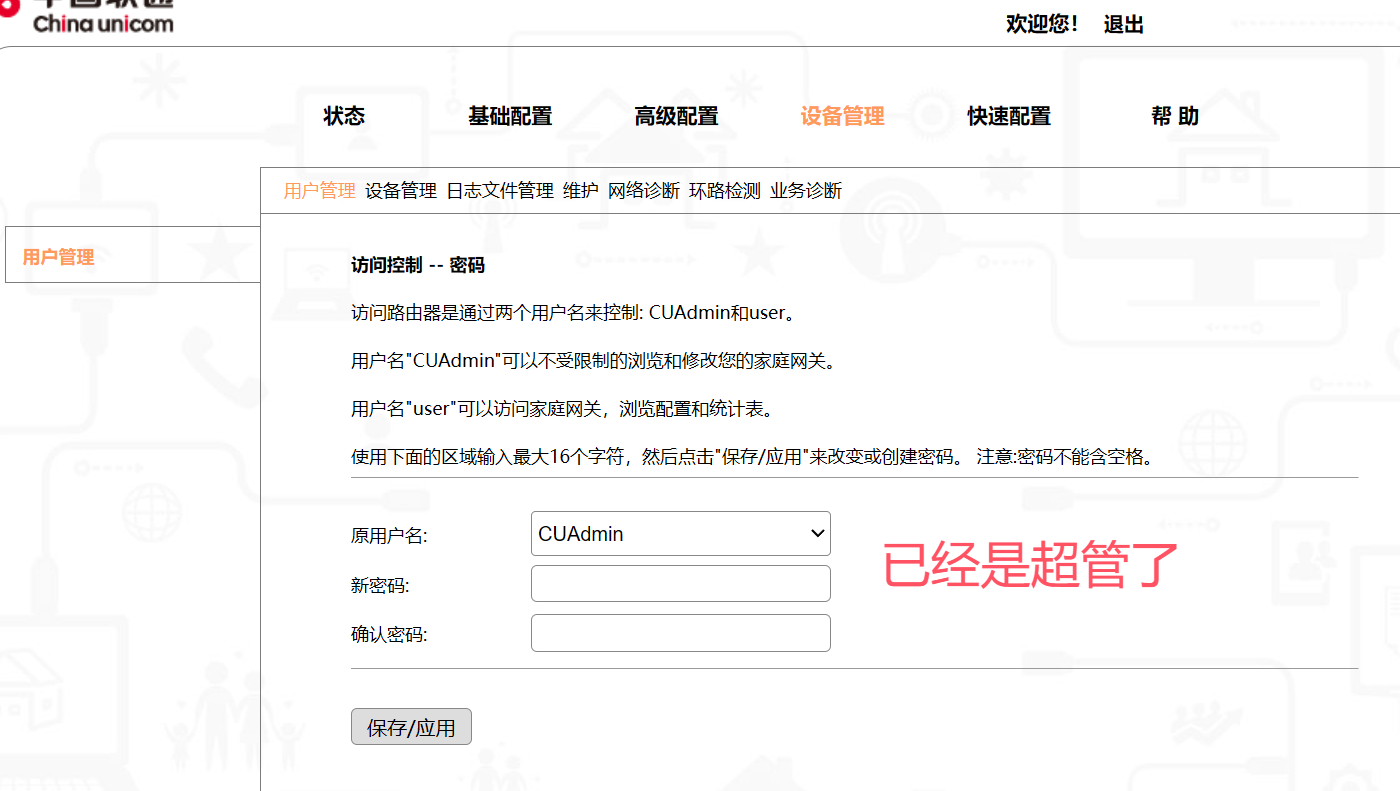 中国联通
China unicom
欢迎您！ 退出
状态 基础配置 高级配置 设备管理 快速配置 帮 助
用户管理 设备管理 日志文件管理 维护 网络诊断 环路检测 业务诊断
用户管理
访问控制 -- 密码
访问路由器是通过两个用户名来控制: CUAdmin和user。
用户名"CUAdmin"可以不受限制的浏览和修改您的家庭网关。
用户名"user"可以访问家庭网关，浏览配置和统计表。
使用下面的区域输入最大16个字符，然后点击"保存/应用"来改变或创建密码。 注意:密码不能含空格。
原用户名: CUAdmin
已经是超管了
新密码:
确认密码:
保存/应用